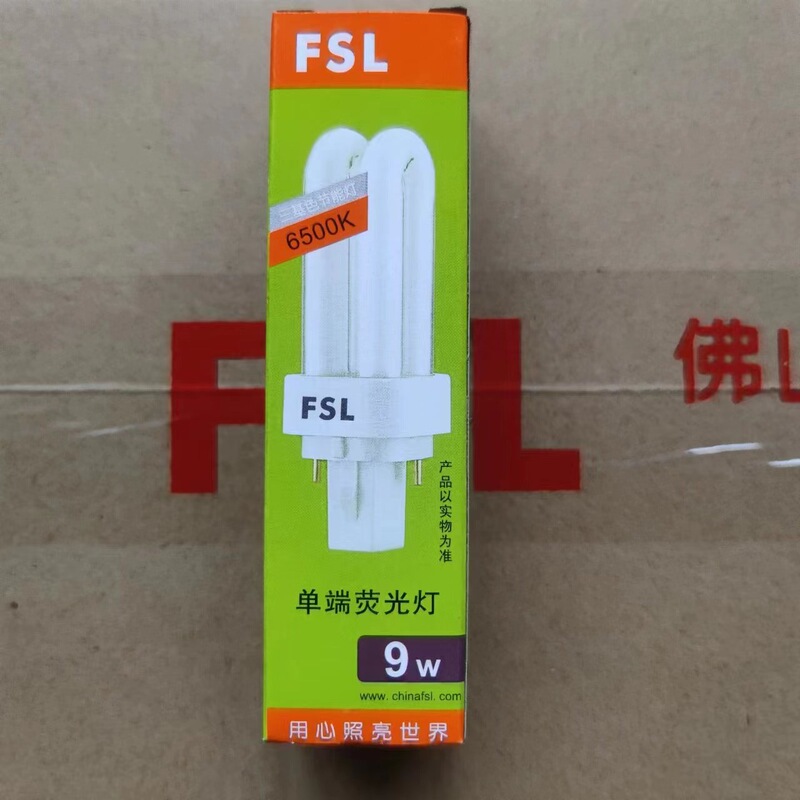 FSL
三基色节能灯
6500K
FSL
产品以实物为准
单端荧光灯
9W
www.chinafsl.com
用心照亮世界
FSL
佛山